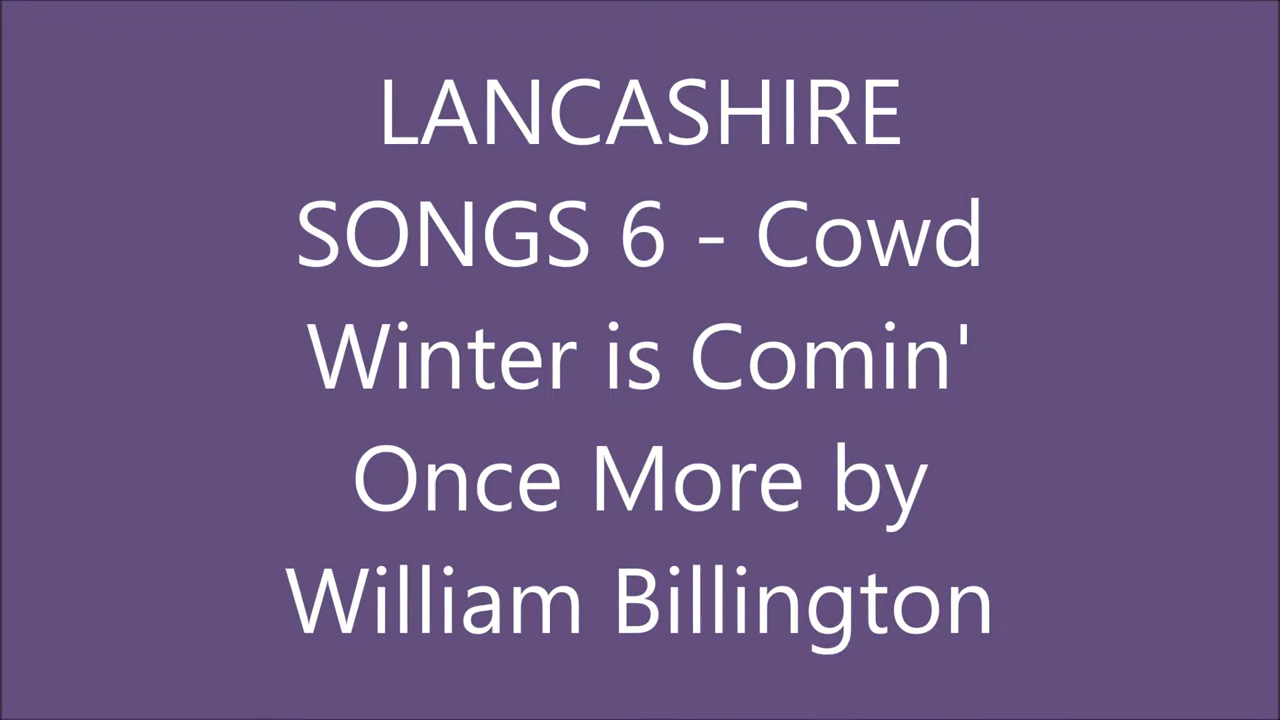 LANCASHIRE
SONGS 6 - Cowd
Winter is Comin'
Once More by
William Billington